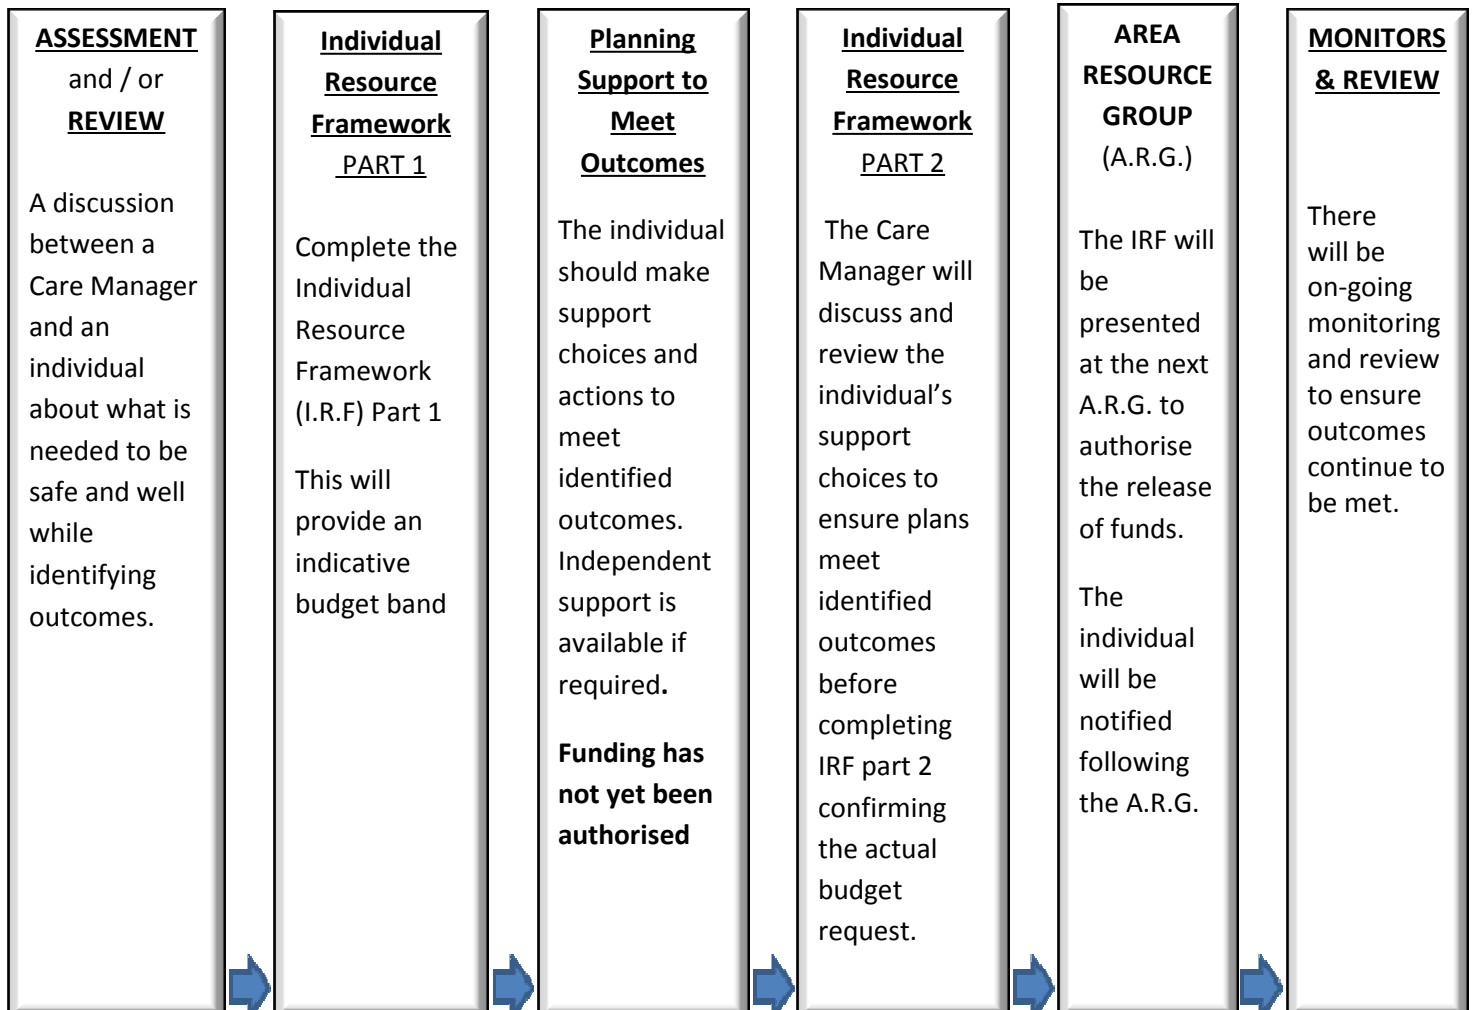 ASSESSMENT
and / or
REVIEW
A discussion
between a
Care Manager
and an
individual
about what is
needed to be
safe and well
while
identifying
outcomes.
Individual
Resource
Framework
PART 1
Complete the
Individual
Resource
Framework
(I.R.F) Part 1
This will
provide an
indicative
budget band
Planning
Support to
Meet
Outcomes
The individual
should make
support
choices and
actions to
meet
identified
outcomes.
Independent
support is
available if
required.
Funding has
not yet been
authorised
Individual
Resource
Framework
PART 2
The Care
Manager will
discuss and
review the
individual’s
support
choices to
ensure plans
meet
identified
outcomes
before
completing
IRF part 2
confirming
the actual
budget
request.
AREA
RESOURCE
GROUP
(A.R.G.)
The IRF will
be
presented
at the next
A.R.G. to
authorise
the release
of funds.
The
individual
will be
notified
following
the A.R.G.
MONITORS
& REVIEW
There
will be
on-going
monitoring
and review
to ensure
outcomes
continue to
be met.